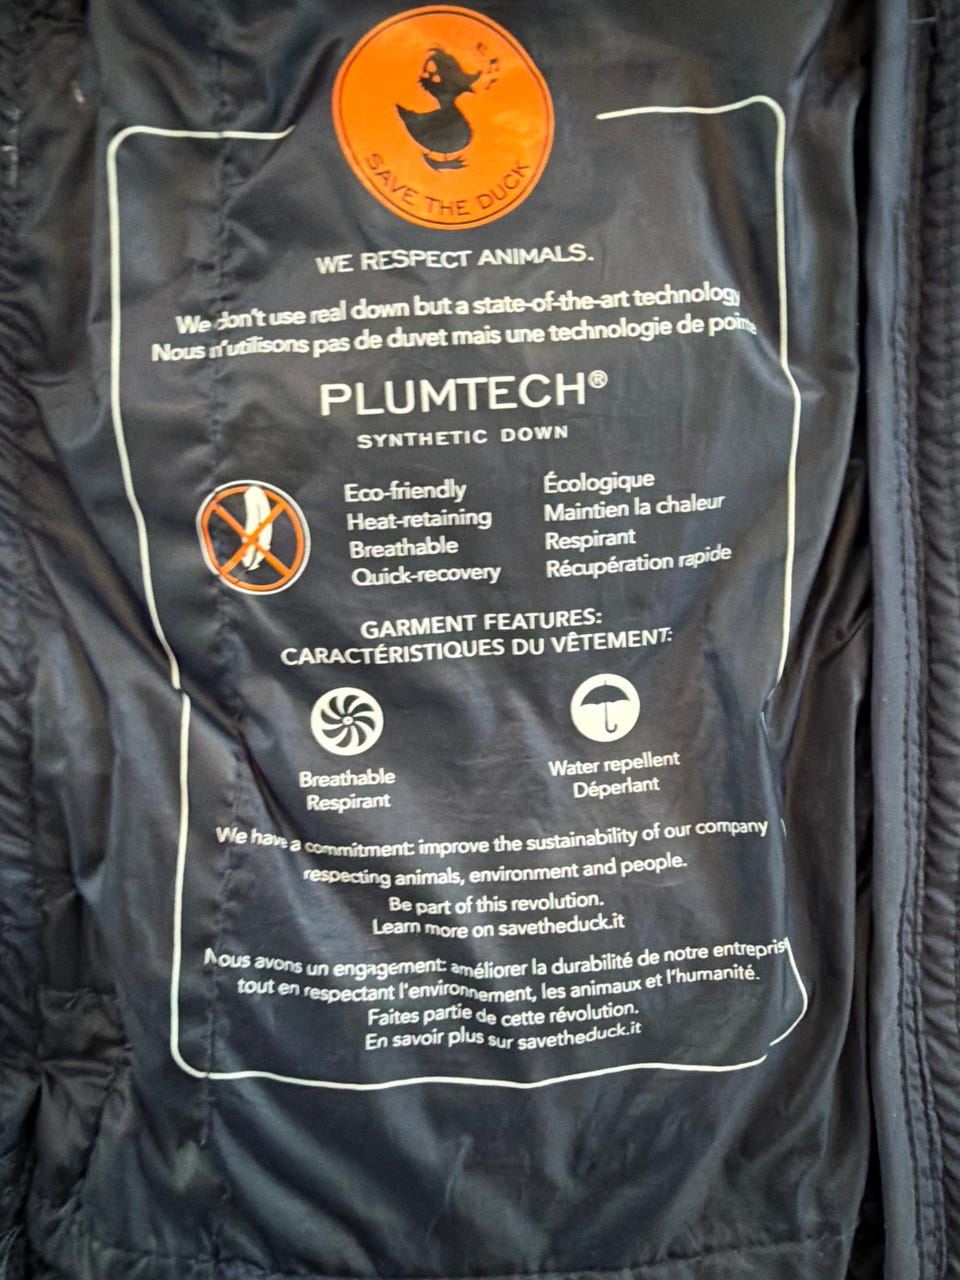 SAVE THE DUCK
WE RESPECT ANIMALS.
We don't use real down but a state-of-the-art technology
Nous n'utilisons pas de duvet mais une technologie de pointe
PLUMTECH®
SYNTHETIC DOWN
Eco-friendly
Heat-retaining
Breathable
Quick-recovery
Écologique
Maintien la chaleur
Respirant
Récupération rapide
GARMENT FEATURES:
CARACTÉRISTIQUES DU VÊTEMENT:
Breathable
Respirant
Water repellent
Déperlant
We have a commitment: improve the sustainability of our company
respecting animals, environment and people.
Be part of this revolution.
Learn more on savetheduck.it
Nous avons un engagement: améliorer la durabilité de notre entreprise
tout en respectant l'environnement, les animaux et l'humanité.
Faites partie de cette révolution.
En savoir plus sur savetheduck.it